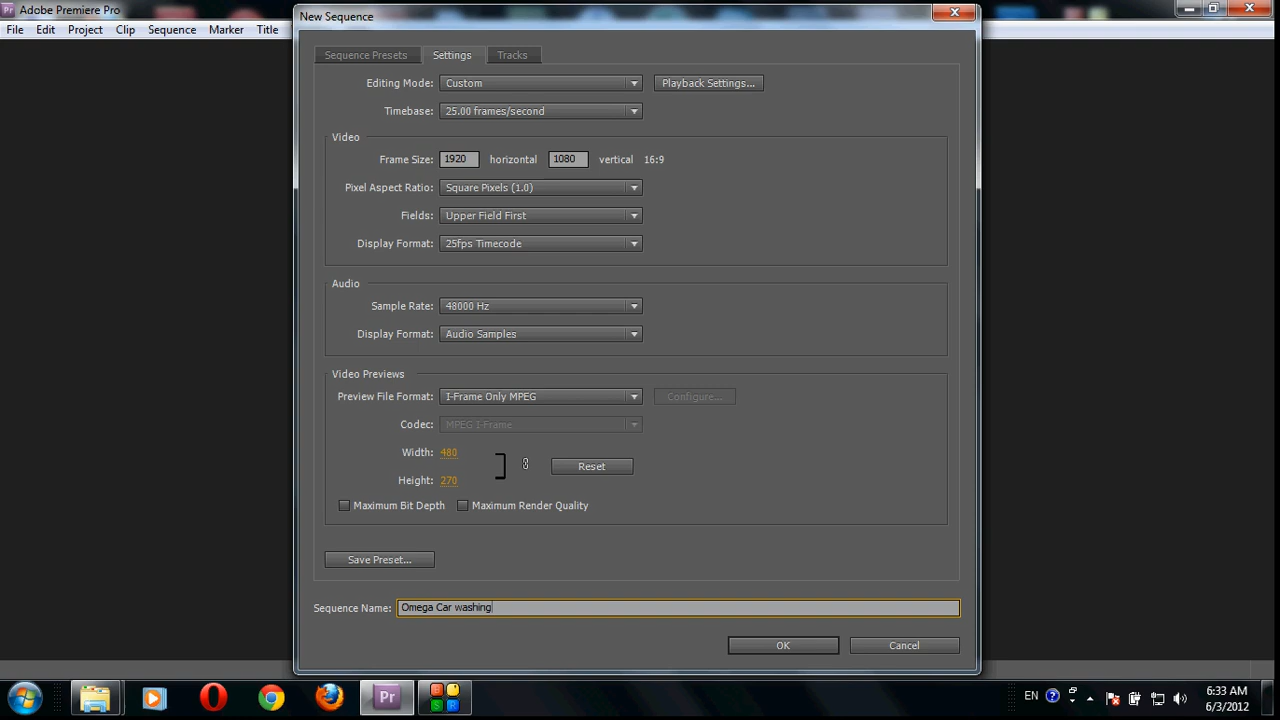 Pr Adobe Premiere Pro
New Sequence
File Edit Project Clip Sequence Marker Title
Sequence Presets Settings Tracks
Editing Mode: Custom Playback Settings...
Timebase: 25.00 frames/second
Video
Frame Size: 1920 horizontal 1080 vertical 16:9
Pixel Aspect Ratio: Square Pixels (1.0)
Fields: Upper Field First
Display Format: 25fps Timecode
Audio
Sample Rate: 48000 Hz
Display Format: Audio Samples
Video Previews
Preview File Format: I-Frame Only MPEG Configure...
Codec: MPEG I-Frame
Width: 480
Reset
Height: 270
Maximum Bit Depth Maximum Render Quality
Save Preset...
Sequence Name: Omega Car washing
OK Cancel
Pr
EN
6:33 AM
6/3/2012